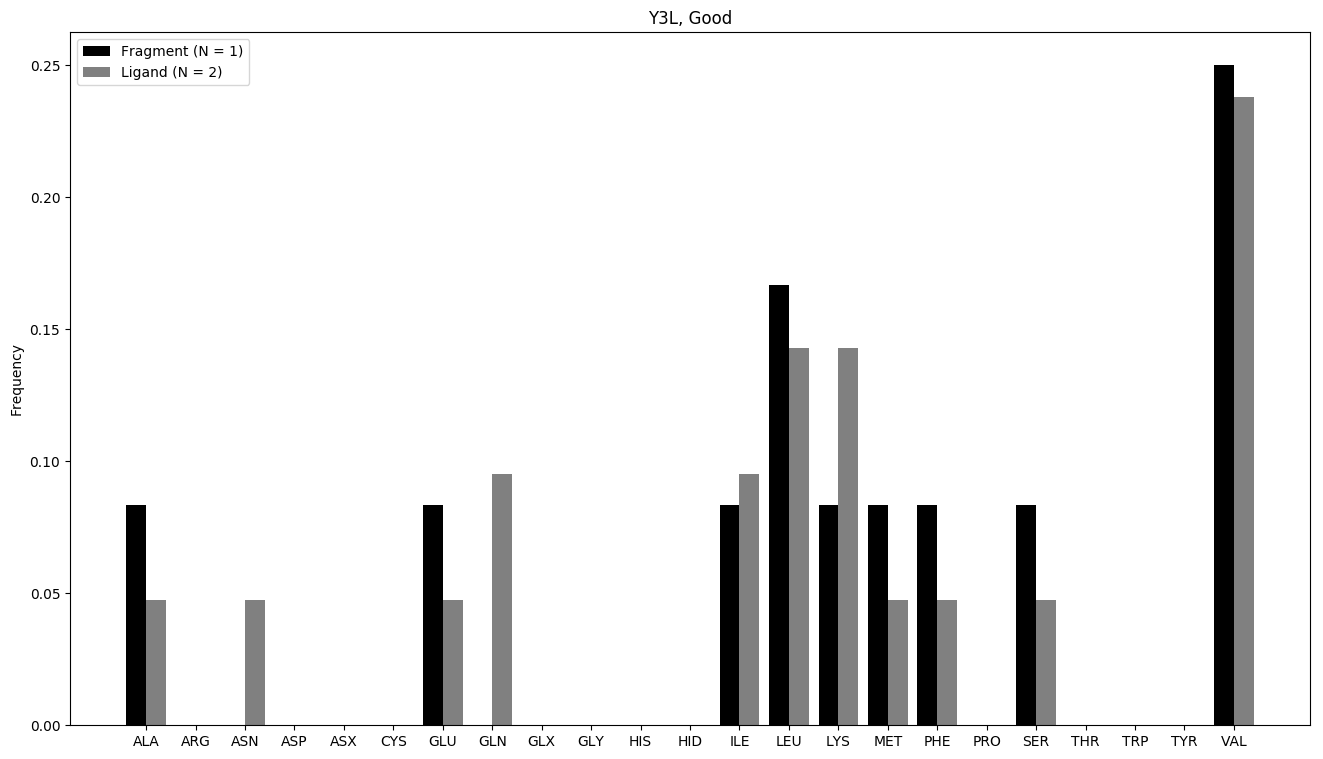 Y3L, Good
Fragment (N = 1)
Ligand (N = 2)
Frequency
0.25
0.20
0.15
0.10
0.05
0.00
ALA ARG ASN ASP ASX CYS GLU GLN GLX GLY HIS HID ILE LEU LYS MET PHE PRO SER THR TRP TYR VAL